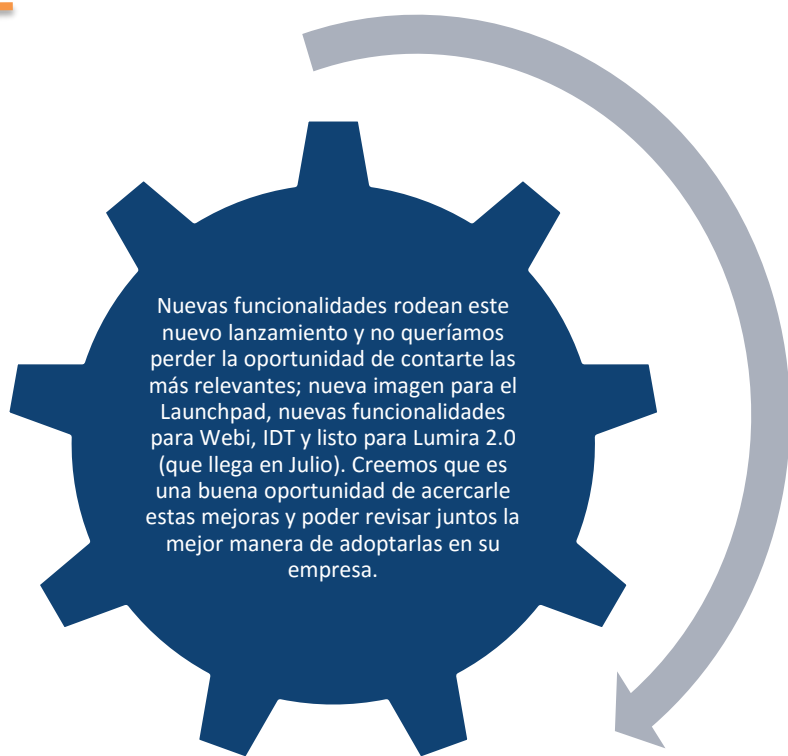 Nuevas funcionalidades rodean este
nuevo lanzamiento y no queríamos
perder la oportunidad de contarte las
más relevantes; nueva imagen para el
Launchpad, nuevas funcionalidades
para Webi, IDT y listo para Lumira 2.0
(que llega en Julio). Creemos que es
una buena oportunidad de acercarle
estas mejoras y poder revisar juntos la
mejor manera de adoptarlas en su
empresa.